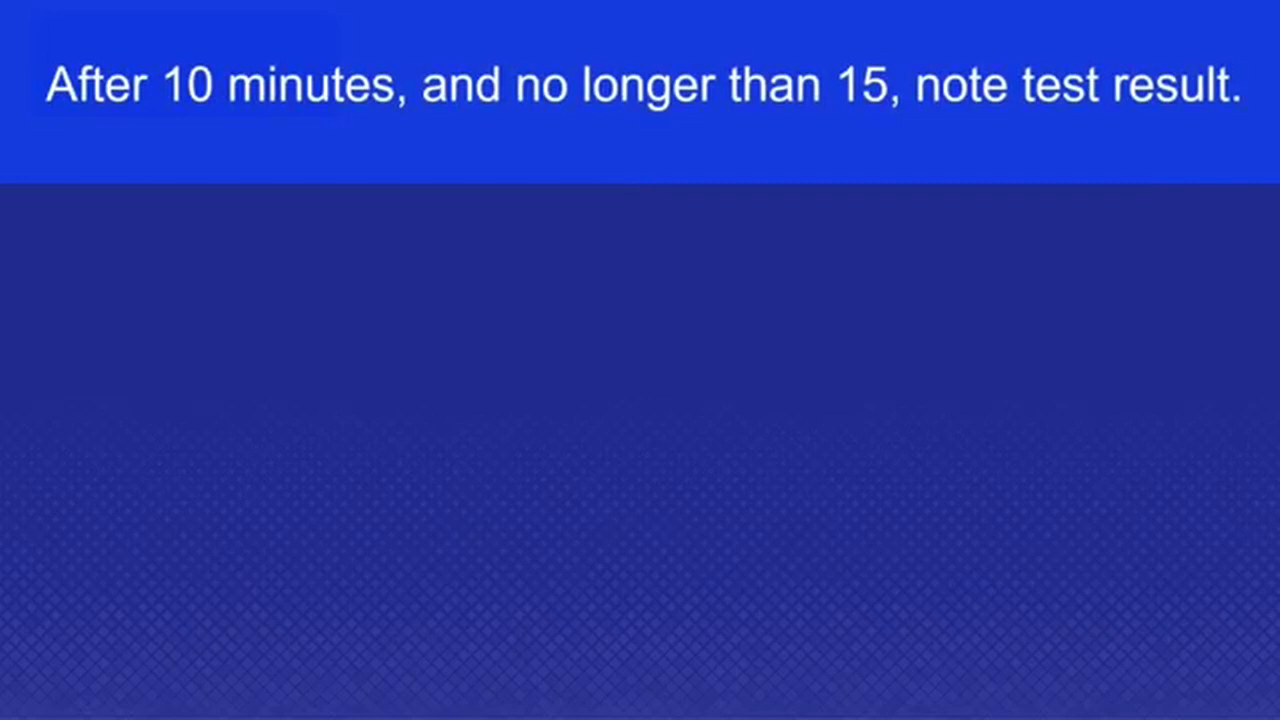 After 10 minutes, and no longer than 15, note test result.